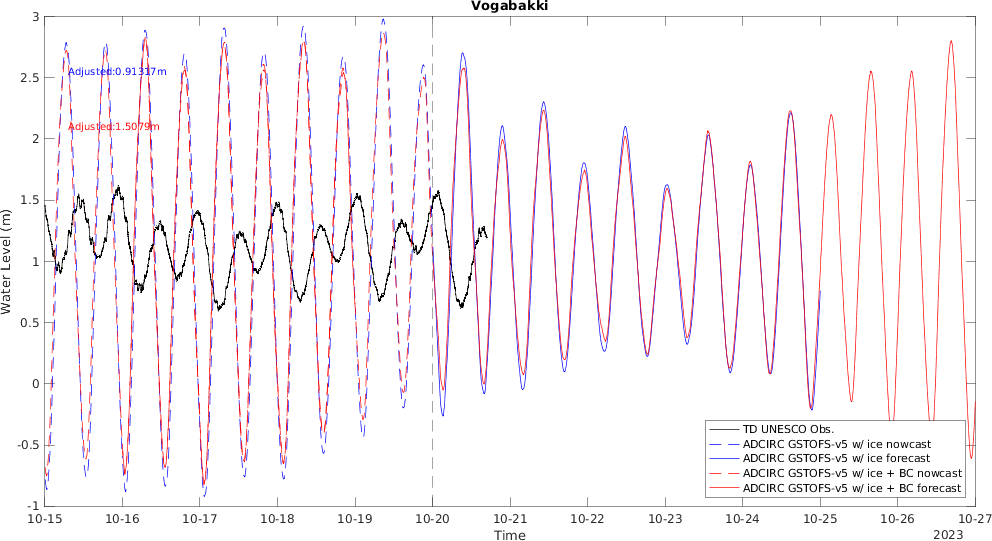 Vogabakki
3
2.5
2
1.5
1
0.5
0
-0.5
-1
Water Level (m)
Adjusted:0.91317m
Adjusted:1.5079m
TD UNESCO Obs.
ADCIRC GSTOFS-v5 w/ ice nowcast
ADCIRC GSTOFS-v5 w/ ice forecast
ADCIRC GSTOFS-v5 w/ ice + BC nowcast
ADCIRC GSTOFS-v5 w/ ice + BC forecast
10-15 10-16 10-17 10-18 10-19 10-20 10-21 10-22 10-23 10-24 10-25 10-26 10-27
Time
2023